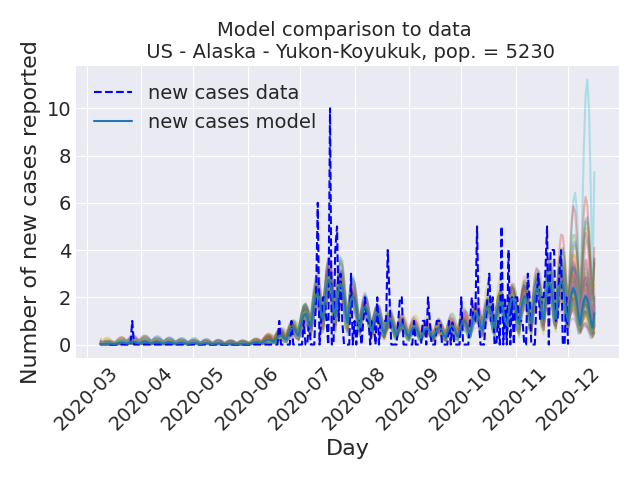 Model comparison to data
US - Alaska - Yukon-Koyukuk, pop. = 5230
new cases data
new cases model
Number of new cases reported
10
8
6
4
2
0
2020-03
2020-04
2020-05
2020-06
2020-07
2020-08
2020-09
2020-10
2020-11
2020-12
Day